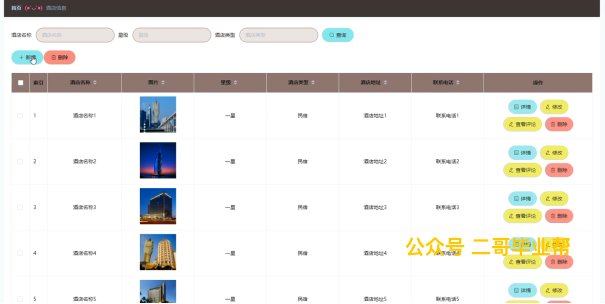 首页 (●'◡'●) 酒店信息
酒店名称 酒店名称 星级 星级 酒店类型 酒店类型 查询
+ 新增 删除
索引 酒店名称 图片 星级 酒店类型 酒店地址 联系电话 操作
1 酒店名称1 一星 民宿 酒店地址1 联系电话1 详情 修改
查看评论 删除
2 酒店名称2 一星 民宿 酒店地址2 联系电话2 详情 修改
查看评论 删除
3 酒店名称3 一星 民宿 酒店地址3 联系电话3 详情 修改
查看评论 删除
4 酒店名称4 一星 民宿 酒店地址4 联系电话4 详情 修改
公众号 二哥毕业帮
查看评论 删除
5 酒店名称5 一星 民宿 酒店地址5 联系电话5 详情 修改